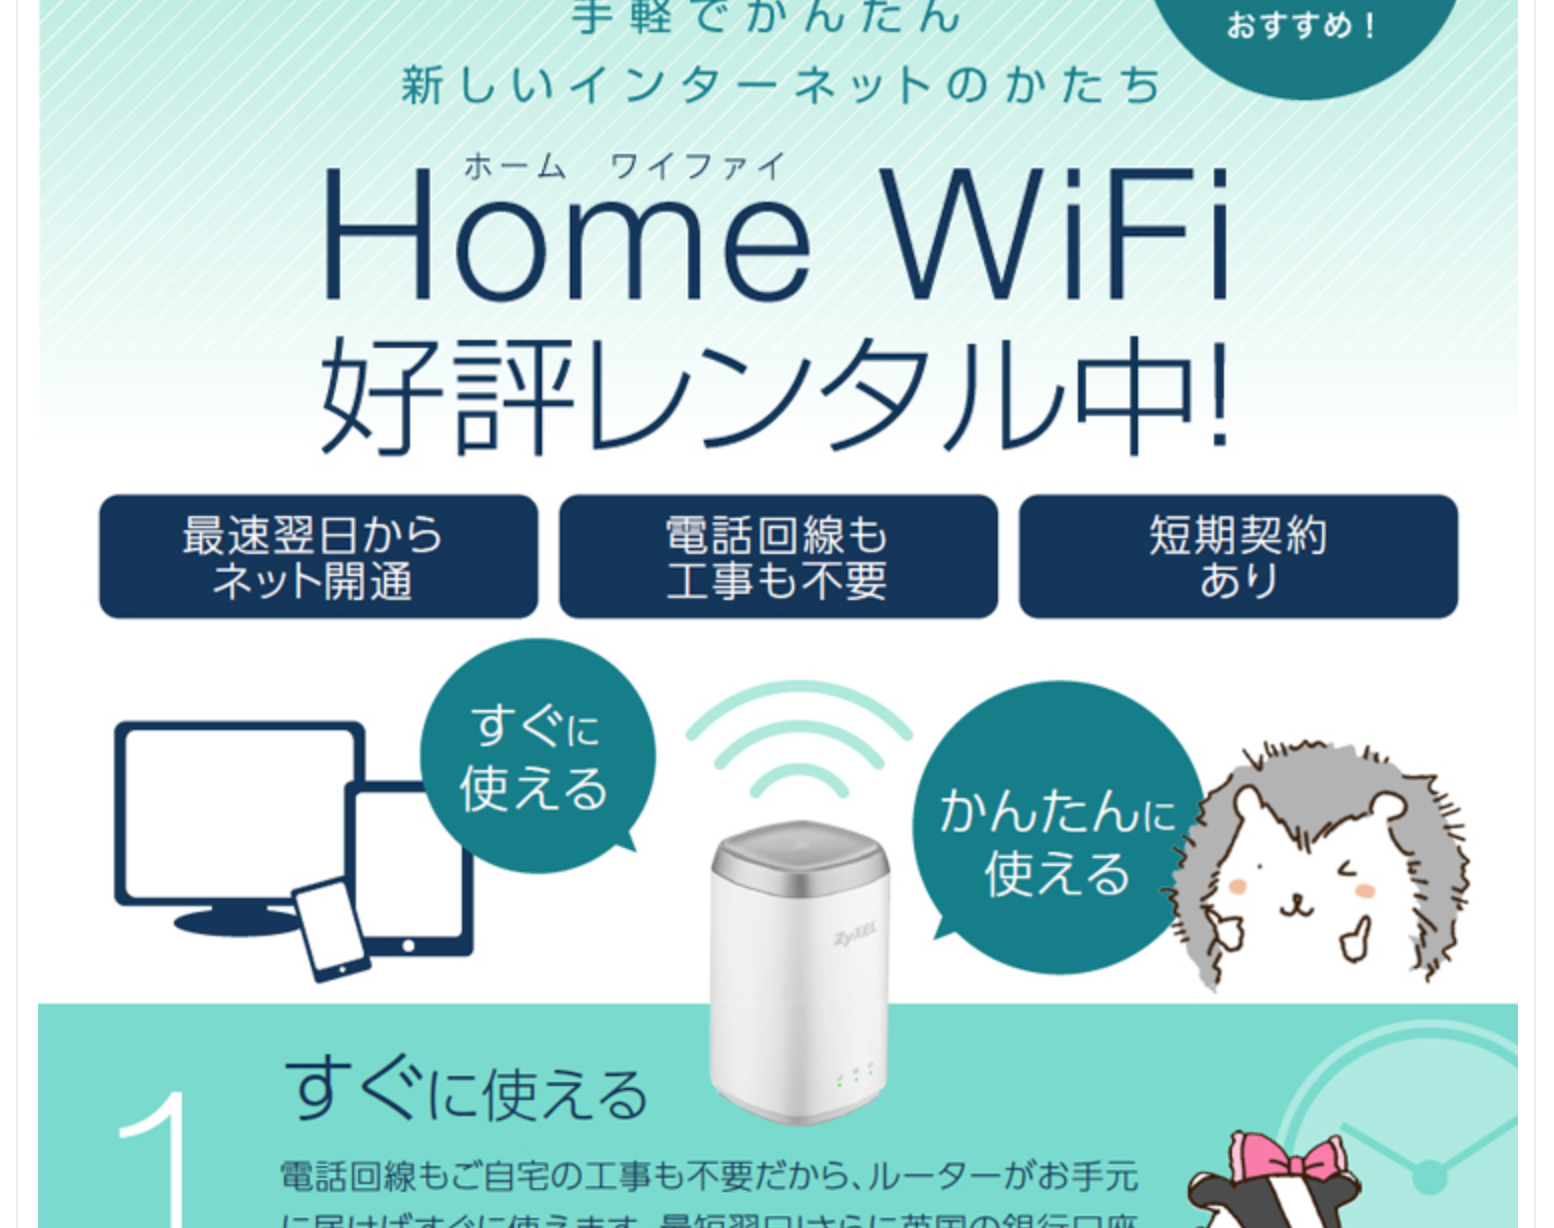 手軽でかんたん
おすすめ！
新しいインターネットのかたち
ホーム ワイファイ
Home WiFi
好評レンタル中!
最速翌日から
ネット開通
電話回線も
工事も不要
短期契約
あり
すぐに
使える
かんたんに
使える
ZyXEL
1
すぐに使える
電話回線もご自宅の工事も不要だから、ルーターがお手元
に届けばすぐに使えます。最短翌日!さらに英国の銀行口座